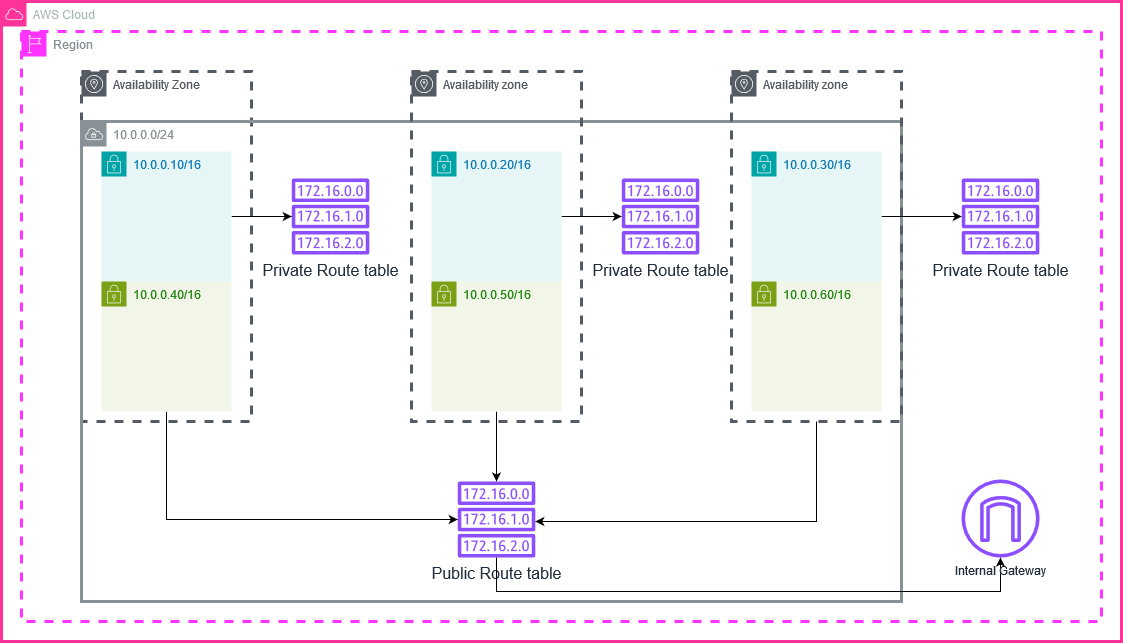 AWS Cloud
Region
Availability Zone
Availability zone
Availability zone
10.0.0.0/24
10.0.0.10/16
10.0.0.20/16
10.0.0.30/16
172.16.0.0
172.16.1.0
172.16.2.0
Private Route table
172.16.0.0
172.16.1.0
172.16.2.0
Private Route table
172.16.0.0
172.16.1.0
172.16.2.0
Private Route table
10.0.0.40/16
10.0.0.50/16
10.0.0.60/16
172.16.0.0
172.16.1.0
172.16.2.0
Public Route table
Internal Gateway